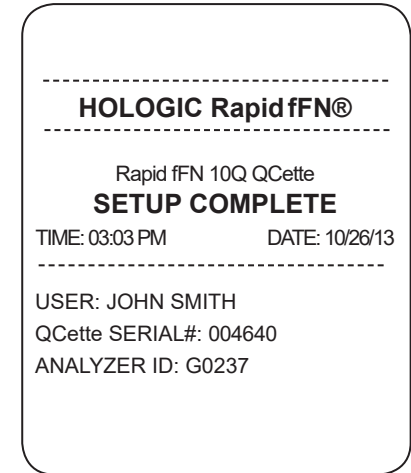 HOLOGIC Rapid fFN®
Rapid fFN 10Q QCette
SETUP COMPLETE
TIME: 03:03 PM DATE: 10/26/13
USER: JOHN SMITH
QCette SERIAL#: 004640
ANALYZER ID: G0237